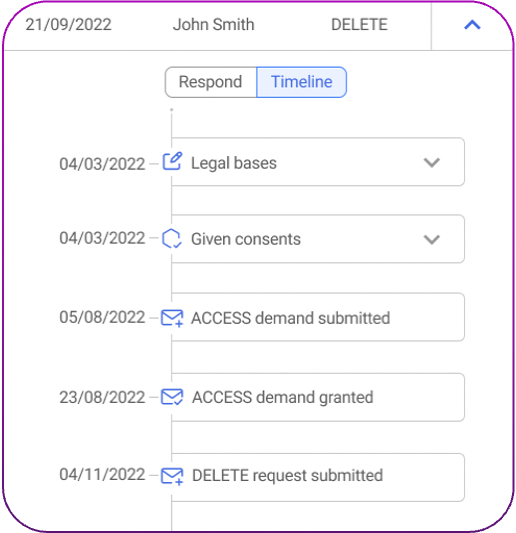 21/09/2022 John Smith DELETE
Respond Timeline
04/03/2022 Legal bases
04/03/2022 Given consents
05/08/2022 ACCESS demand submitted
23/08/2022 ACCESS demand granted
04/11/2022 DELETE request submitted